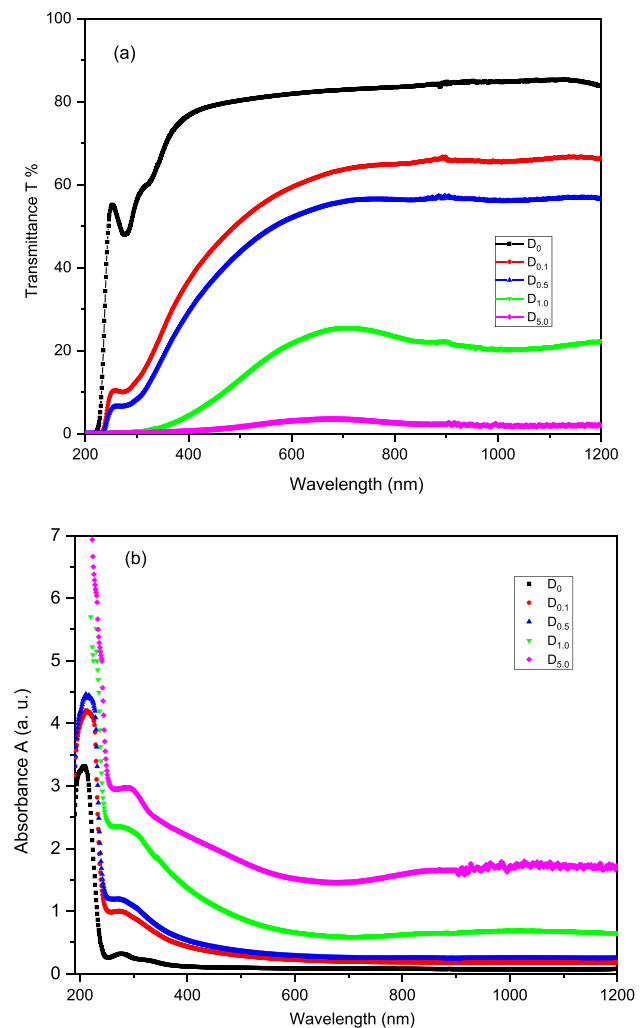 (a)
100
80
60
40
20
0
Transmittance T %
D0
D0.1
D0.5
D1.0
D5.0
200 400 600 800 1000 1200
Wavelength (nm)
(b)
7
6
5
4
3
2
1
0
Absorbance A (a. u.)
D0
D0.1
D0.5
D1.0
D5.0
200 400 600 800 1000 1200
Wavelength (nm)